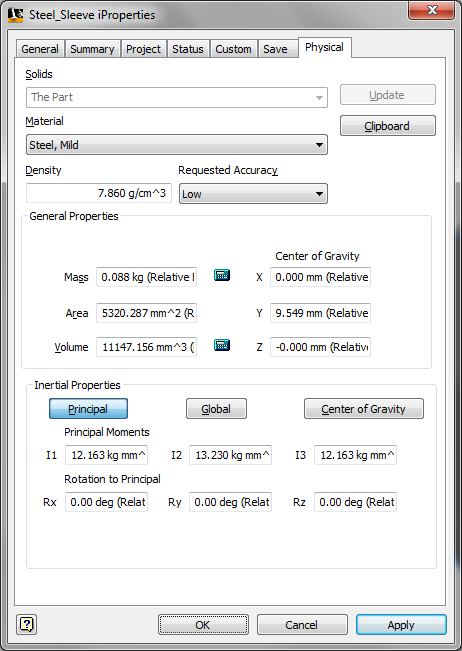 Steel_Sleeve iProperties
General Summary Project Status Custom Save Physical
Solids
The Part
Update
Material
Clipboard
Steel, Mild
Density Requested Accuracy
7.860 g/cm^3 Low
General Properties
Center of Gravity
Mass 0.088 kg (Relative X 0.000 mm (Relative
Area 5320.287 mm^2 (R Y 9.549 mm (Relative
Volume 11147.156 mm^3 ( Z -0.000 mm (Relative
Inertial Properties
Principal Global Center of Gravity
Principal Moments
I1 12.163 kg mm^ I2 13.230 kg mm^ I3 12.163 kg mm^
Rotation to Principal
Rx 0.00 deg (Relat Ry 0.00 deg (Relat Rz 0.00 deg (Relat
? OK Cancel Apply